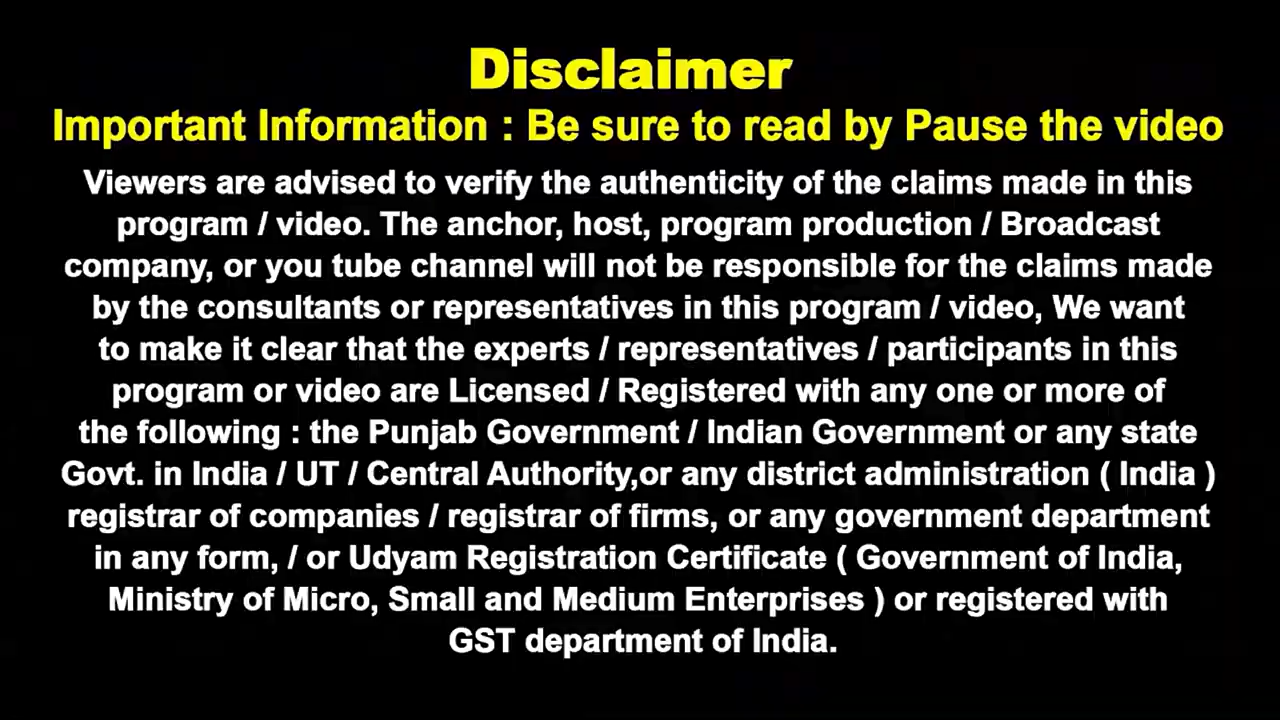 Disclaimer
Important Information : Be sure to read by Pause the video
Viewers are advised to verify the authenticity of the claims made in this
program / video. The anchor, host, program production / Broadcast
company, or you tube channel will not be responsible for the claims made
by the consultants or representatives in this program / video, We want
to make it clear that the experts / representatives / participants in this
program or video are Licensed / Registered with any one or more of
the following : the Punjab Government / Indian Government or any state
Govt. in India / UT / Central Authority,or any district administration ( India )
registrar of companies / registrar of firms, or any government department
in any form, / or Udyam Registration Certificate ( Government of India,
Ministry of Micro, Small and Medium Enterprises ) or registered with
GST department of India.